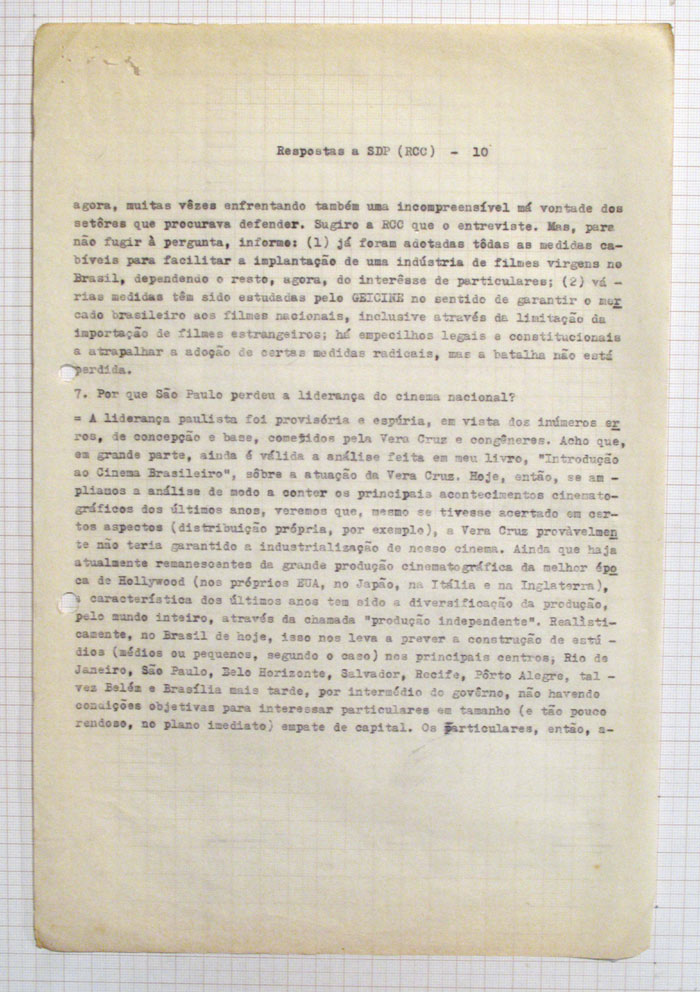 Respostas a SDP (RCC) - 10
agora, muitas vêzes enfrentando também uma incompreensível má vontade dos
setôres que procurava defender. Sugiro a RCC que o entreviste. Mas, para
não fugir à pergunta, informo: (1) já foram adotadas tôdas as medidas ca-
bíveis para facilitar a implantação de uma indústria de filmes virgens no
Brasil, dependendo o resto, agora, do interêsse de particulares; (2) vá-
rias medidas têm sido estudadas pelo GEICINE no sentido de garantir o mer
cado brasileiro aos filmes nacionais, inclusive através da limitação da
importação de filmes estrangeiros; há empecilhos legais e constitucionais
a atrapalhar a adoção de certas medidas radicais, mas a batalha não está
perdida.
7. Por que São Paulo perdeu a liderança do cinema nacional?
= A liderança paulista foi provisória e espúria, em vista dos inúmeros er
ros, de concepção e base, cometidos pela Vera Cruz e congêneres. Acho que,
em grande parte, ainda é válida a análise feita em meu livro, "Introdução
ao Cinema Brasileiro", sôbre a atuação da Vera Cruz. Hoje, então, se am -
pliamos a análise de modo a conter os principais acontecimentos cinemato-
gráficos dos últimos anos, veremos que, mesmo se tivesse acertado em cer-
tos aspectos (distribuição própria, por exemplo), a Vera Cruz provàvelmen
te não teria garantido a industrialização de nosso cinema. Ainda que haja
atualmente remanescentes da grande produção cinematográfica da melhor épo
ca de Hollywood (nos próprios EUA, no Japão, na Itália e na Inglaterra),
a característica dos últimos anos tem sido a diversificação da produção,
pelo mundo inteiro, através da chamada "produção independente". Realìsti-
camente, no Brasil de hoje, isso nos leva a prever a construção de estú-
dios (médios ou pequenos, segundo o caso) nos principais centros; Rio de
Janeiro, São Paulo, Belo Horizonte, Salvador, Recife, Pôrto Alegre, tal -
vez Belém e Brasília mais tarde, por intermédio do govêrno, não havendo
condições objetivas para interessar particulares em tamanho (e tão pouco
rendoso, no plano imediato) empate de capital. Os particulares, então, a-